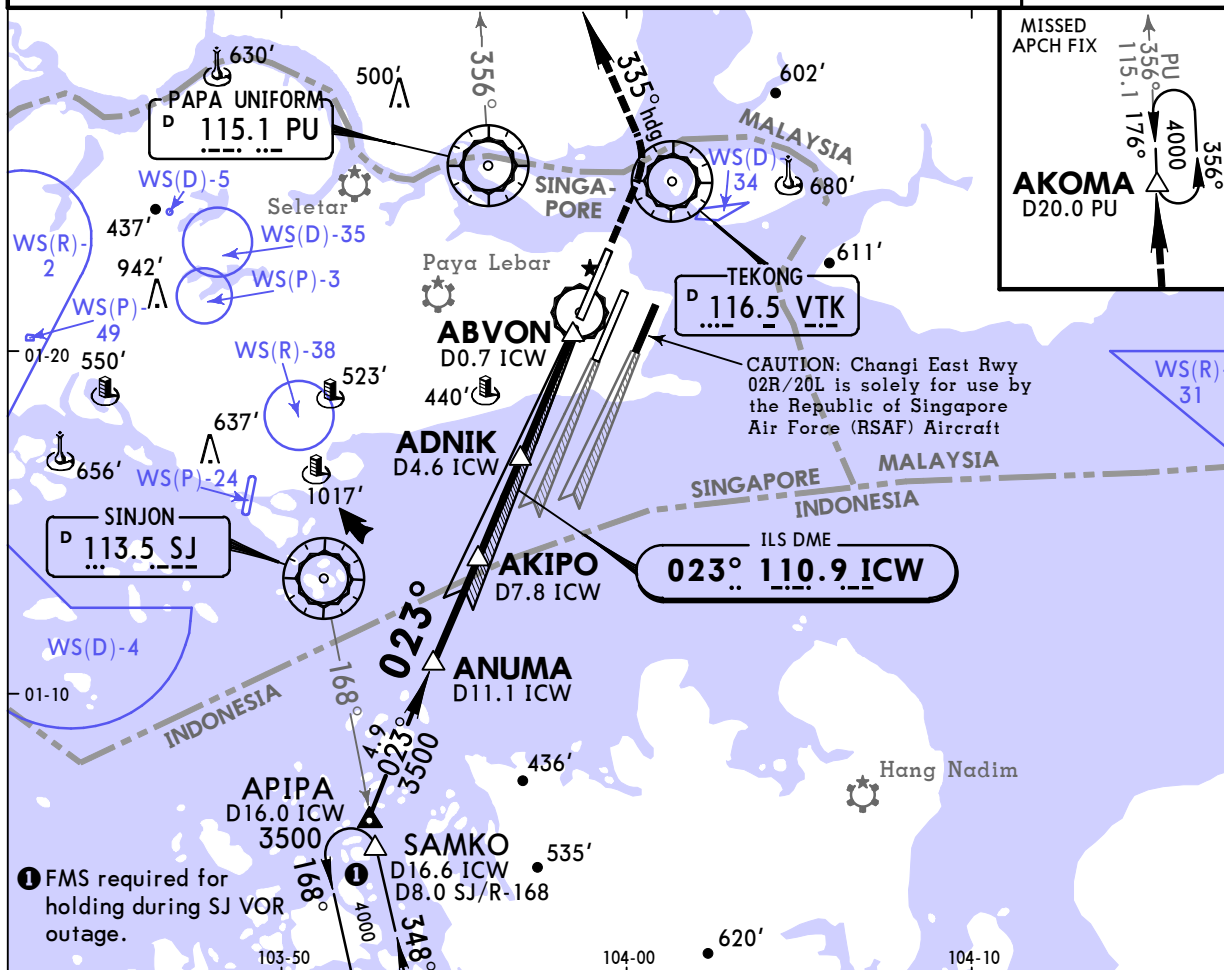 630'
500'
356°
335° hdg
602'
MISSED
APCH FIX
PU
356°
115.1
176°
4000
356°
AKOMA
D20.0 PU
PAPA UNIFORM
D 115.1 PU
MALAYSIA
WS(D)-
34
680'
WS(D)-5
437'
Seletar
SINGA-
PORE
WS(R)-
2
WS(D)-35
942'
WS(P)-3
Paya Lebar
611'
TEKONG
D 116.5 VTK
WS(P)-
49
ABVON
D0.7 ICW
01-20
550'
WS(R)-38
523'
440'
CAUTION: Changi East Rwy
02R/20L is solely for use by
the Republic of Singapore
Air Force (RSAF) Aircraft
WS(R)-
31
637'
ADNIK
D4.6 ICW
656'
WS(P)-24
1017'
SINGAPORE
MALAYSIA
INDONESIA
SINJON
D 113.5 SJ
ILS DME
023° 110.9 ICW
AKIPO
D7.8 ICW
023°
WS(D)-4
168°
ANUMA
D11.1 ICW
01-10
INDONESIA
4.9
023°
3500
436'
Hang Nadim
APIPA
D16.0 ICW
3500
SAMKO
D16.6 ICW
D8.0 SJ/R-168
535'
1
168°
4000
348°
1 FMS required for
holding during SJ VOR
outage.
620'
103-50
104-00
104-10